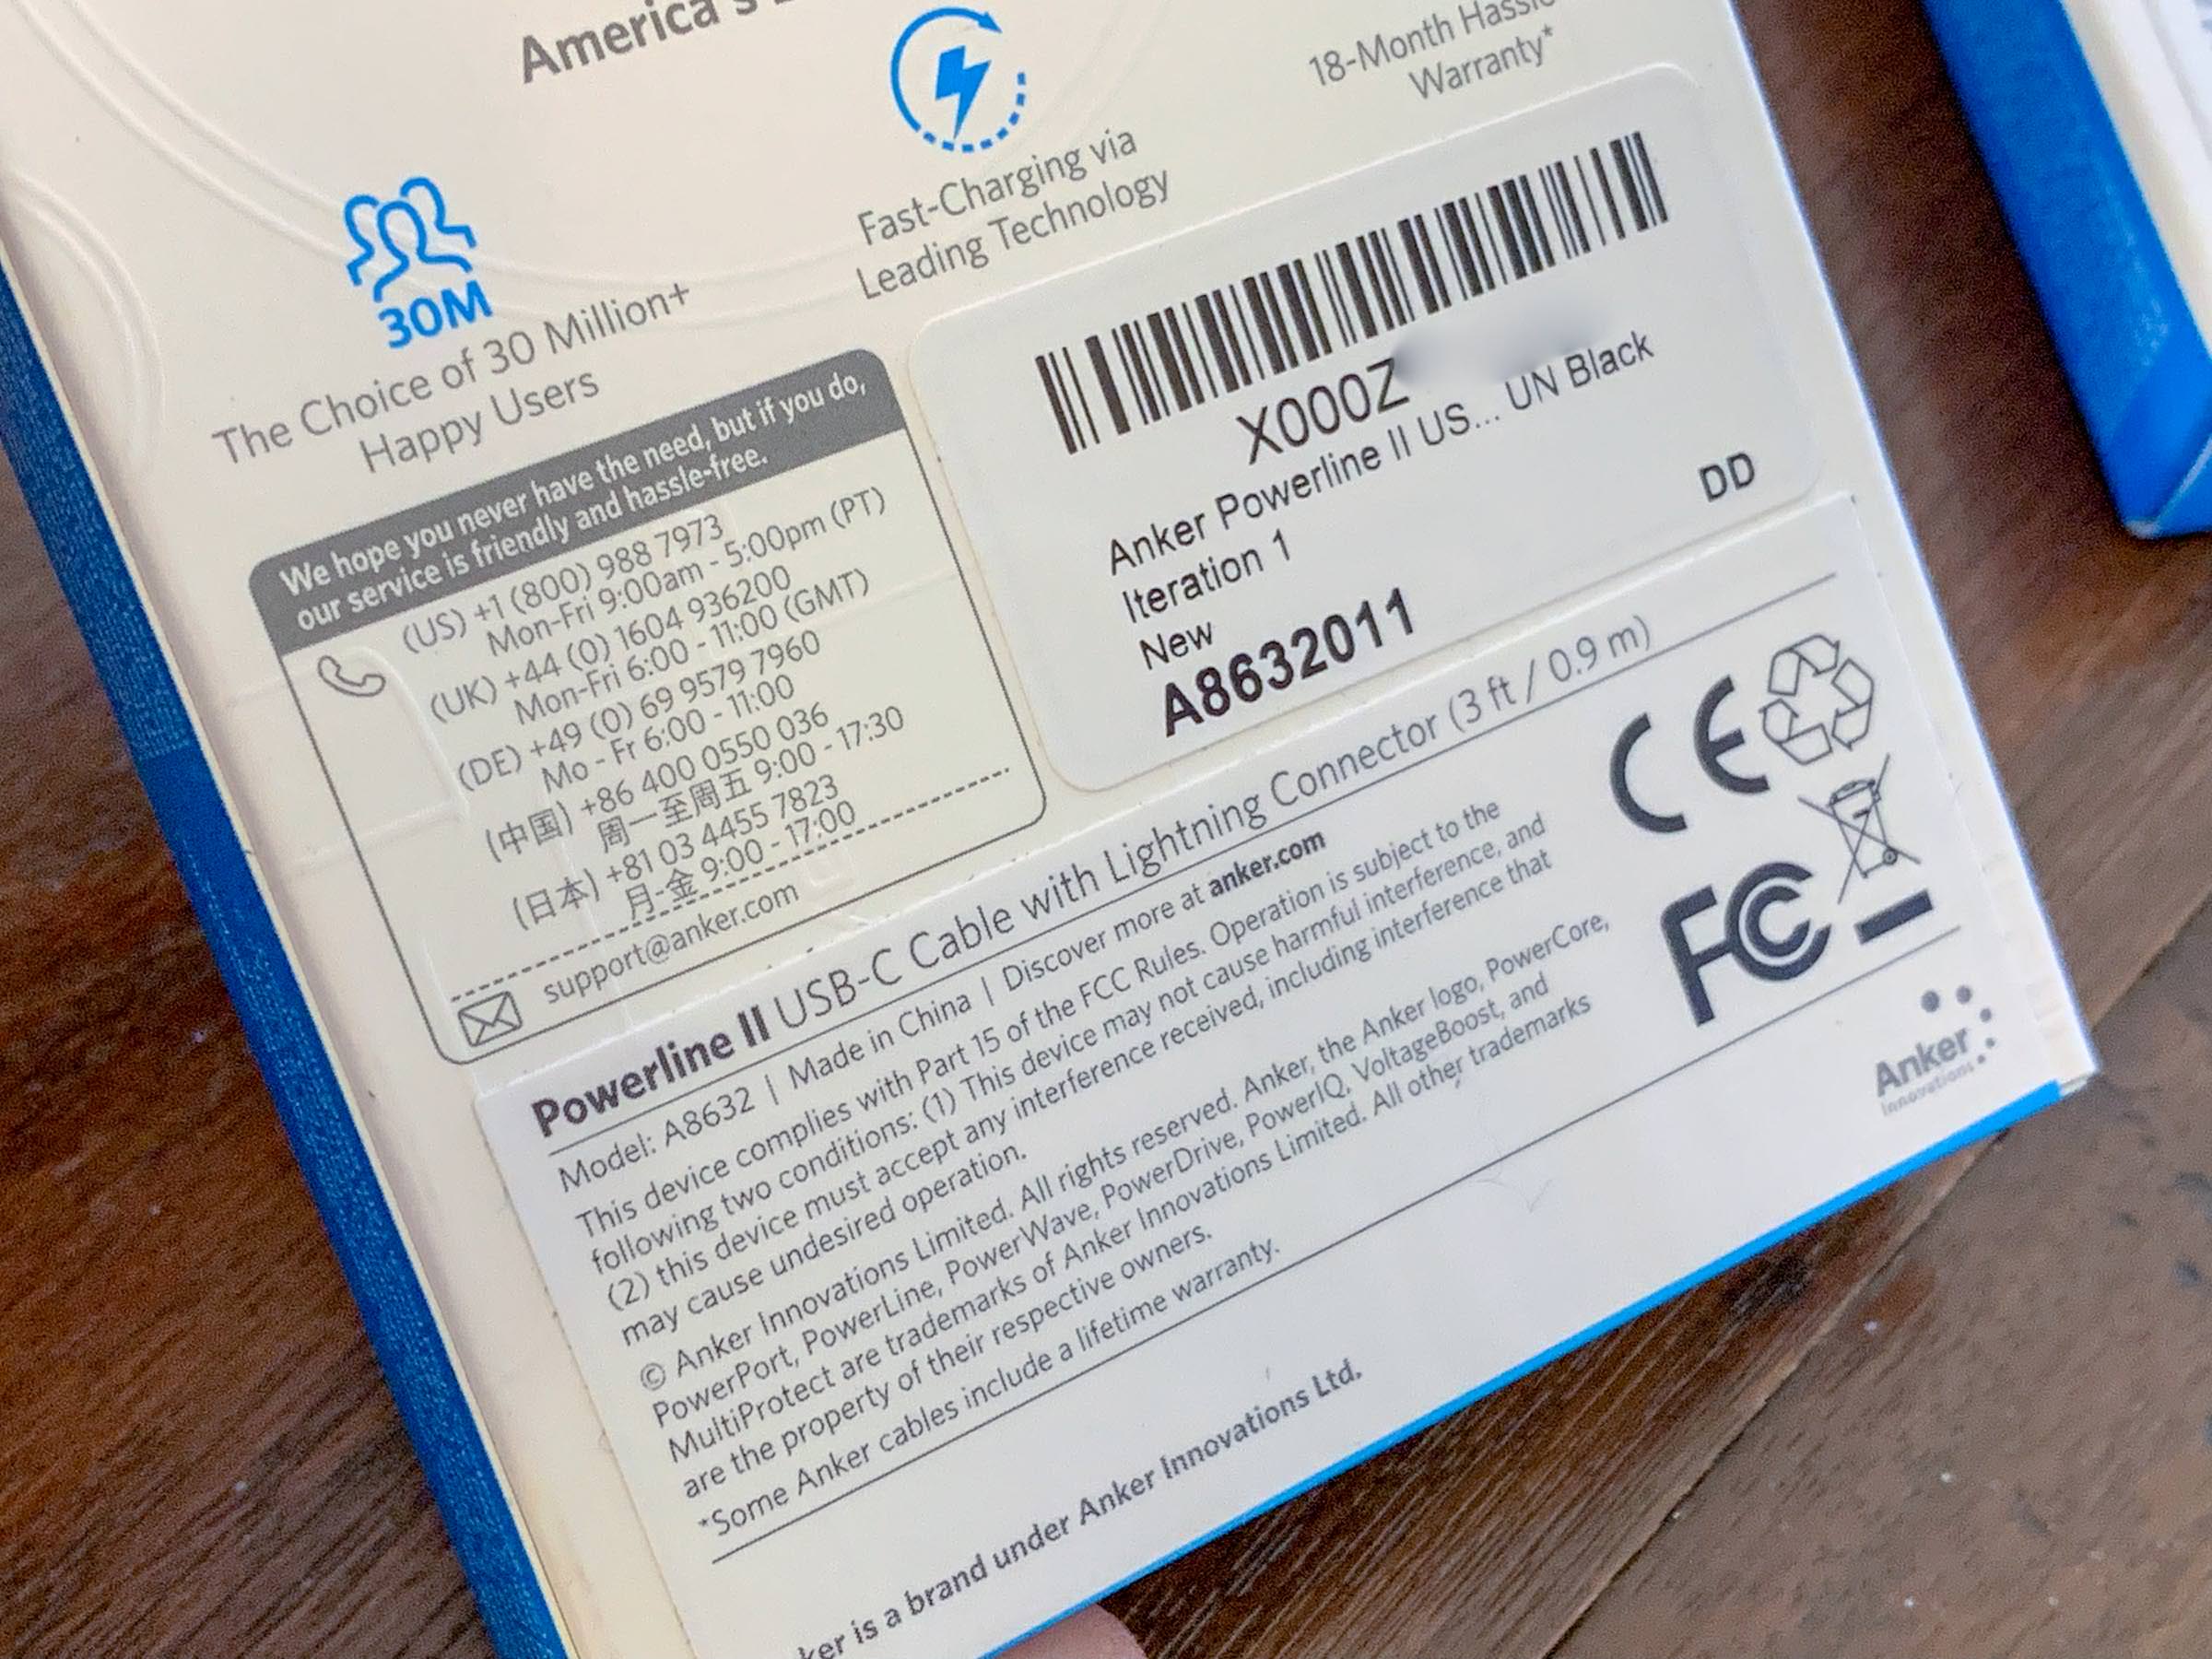 America's
18-Month
Warranty*
Fast-Charging via
Leading Technology
30M
The Choice of 30 Million+
Happy Users
We hope you never have the need, but if you do,
our service is friendly and hassle-free.
(US) +1 (800) 988 7973
Mon-Fri 9:00am - 5:00pm (PT)
(UK) +44 (0) 1604 936200
Mon-Fri 6:00 - 11:00 (GMT)
(DE) +49 (0) 69 9579 7960
Mo - Fr 6:00 - 11:00
(中国) +86 400 0550 036
周一至周五 9:00 - 17:30
(日本) +81 03 4455 7823
月-金 9:00 - 17:00
support@anker.com
X000Z
Anker Powerline II US... UN Black
Iteration 1
New
DD
A8632011
Powerline II USB-C Cable with Lightning Connector (3 ft / 0.9 m)
Model: A8632 | Made in China | Discover more at anker.com
This device complies with Part 15 of the FCC Rules. Operation is subject to the
following two conditions: (1) This device may not cause harmful interference, and
(2) this device must accept any interference received, including interference that
may cause undesired operation.
© Anker Innovations Limited. All rights reserved. Anker, the Anker logo, PowerCore,
PowerPort, PowerLine, PowerWave, PowerDrive, PowerIQ, VoltageBoost, and
MultiProtect are trademarks of Anker Innovations Limited. All other trademarks
are the property of their respective owners.
*Some Anker cables include a lifetime warranty.
CE
FC
Anker
Innovations
ker is a brand under Anker Innovations Ltd.